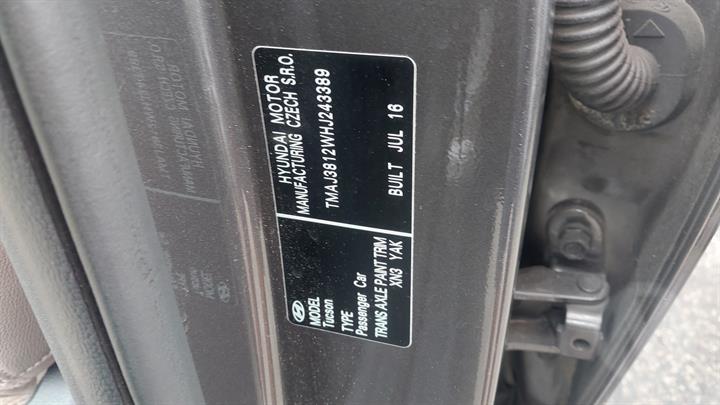 HYUNDAI MOTOR
MANUFACTURING CZECH S.R.O.
TMAJ3812WHJ243389
BUILT JUL 16
MODEL
Tucson
TYPE
Passenger Car
TRANS AXLE PAINT TRIM
XN3 YAK